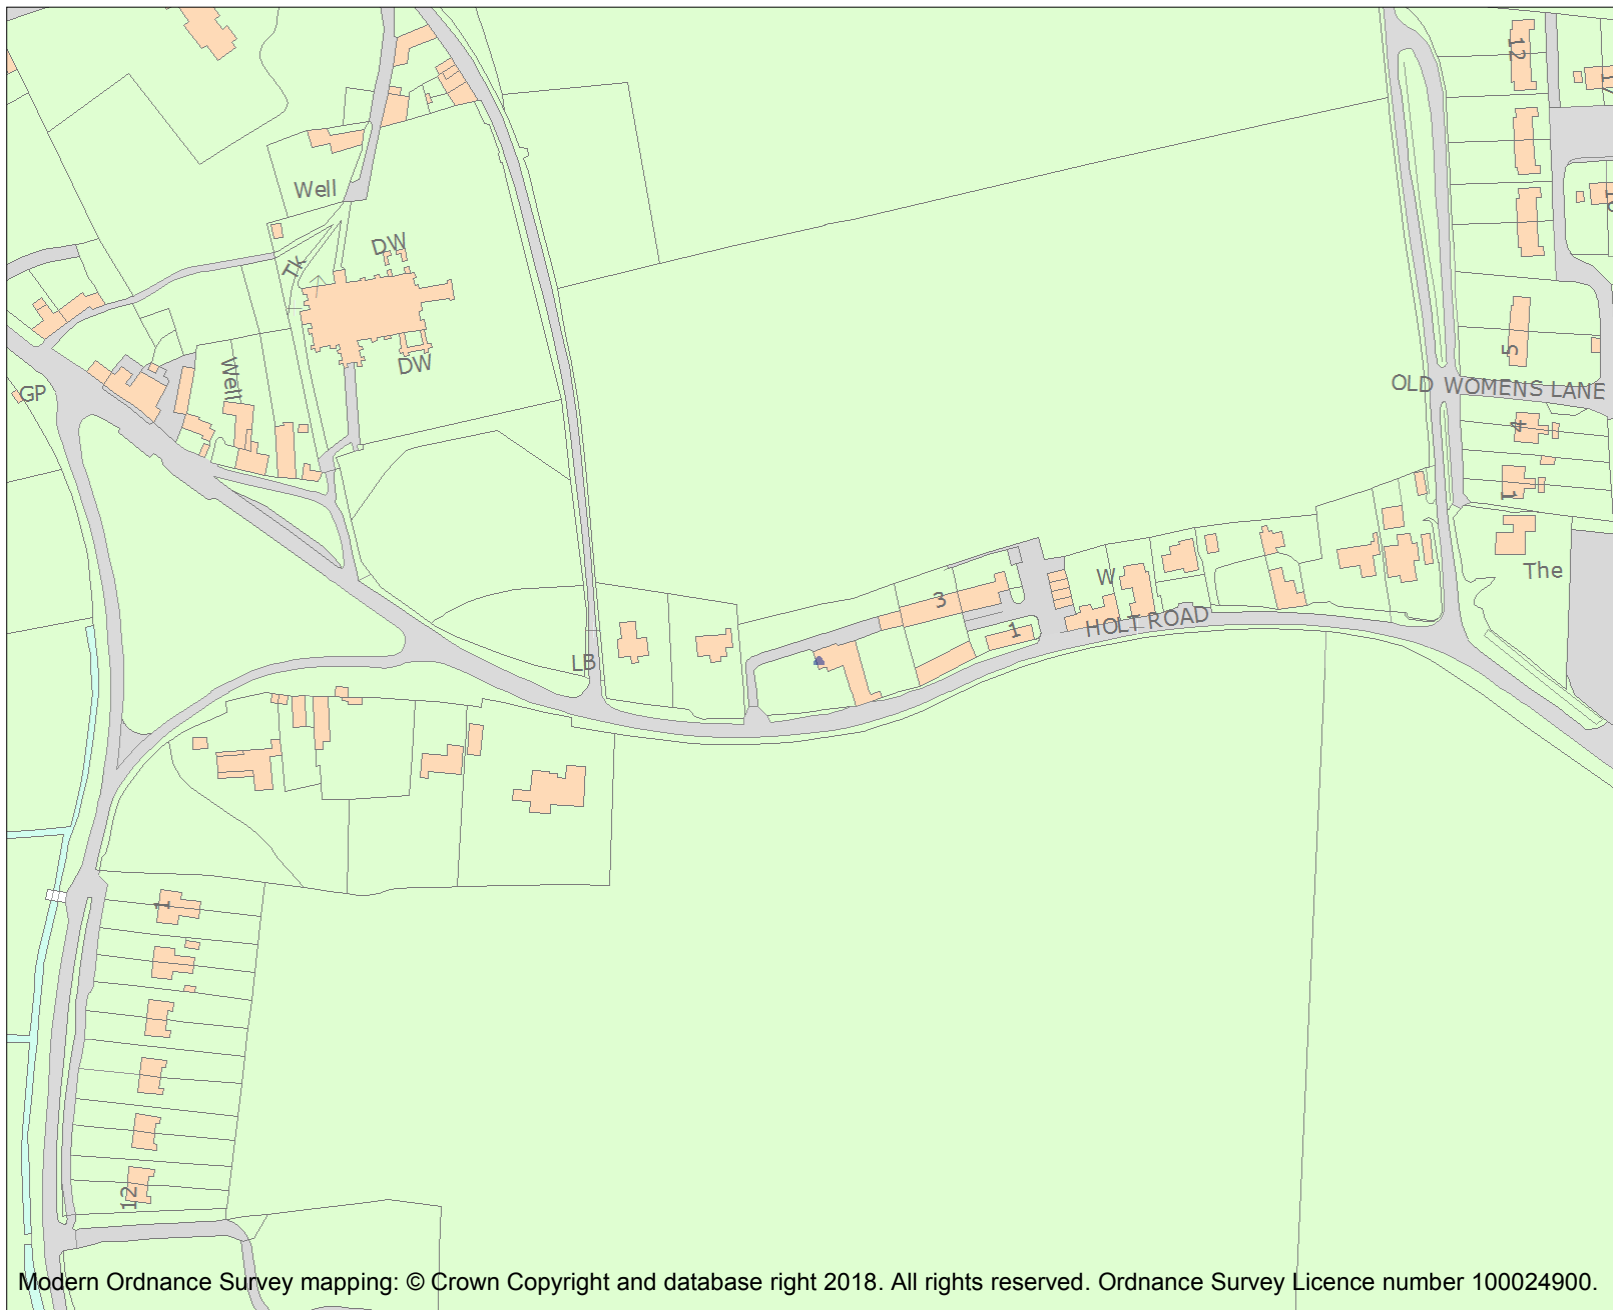 12
Well
DW
Tk
DW
Well
GP
5
OLD WOMENS LANE
4
1
The
W
3
HOLT ROAD
1
LB
1
12
Modern Ordnance Survey mapping: © Crown Copyright and database right 2018. All rights reserved. Ordnance Survey Licence number 100024900.